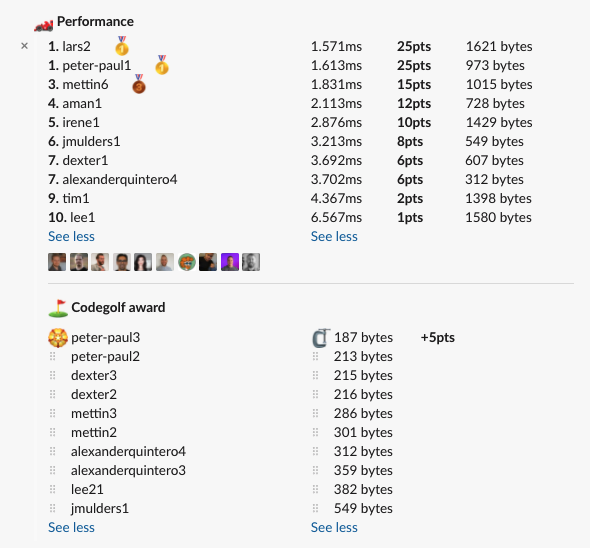 Performance
1. lars2 1.571ms 25pts 1621 bytes
1. peter-paul1 1.613ms 25pts 973 bytes
3. mettin6 1.831ms 15pts 1015 bytes
4. aman1 2.113ms 12pts 728 bytes
5. irene1 2.876ms 10pts 1429 bytes
6. jmulders1 3.213ms 8pts 549 bytes
7. dexter1 3.692ms 6pts 607 bytes
7. alexanderquintero4 3.702ms 6pts 312 bytes
9. tim1 4.367ms 2pts 1398 bytes
10. lee1 6.567ms 1pts 1580 bytes
See less See less
Codegolf award
peter-paul3 187 bytes +5pts
peter-paul2 213 bytes
dexter3 215 bytes
dexter2 216 bytes
mettin3 286 bytes
mettin2 301 bytes
alexanderquintero4 312 bytes
alexanderquintero3 359 bytes
lee21 382 bytes
jmulders1 549 bytes
See less See less